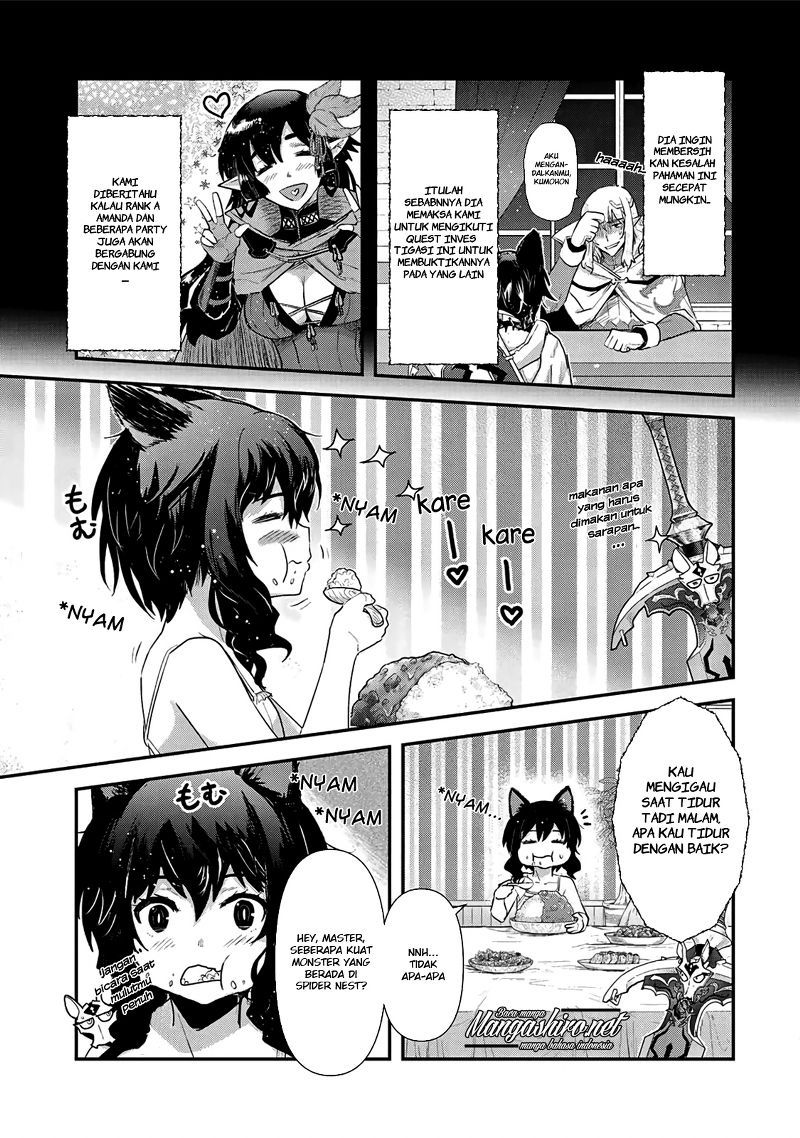 DIA INGIN
MEMBERSIH
KAN KESALAH
PAHAMAN INI
SECEPAT
MUNGKIN...
haaaah...
AKU
MENGAN-
DALKANMU,
KUMOHON
ITULAH
SEBABNNYA DIA
MEMAKSA KAMI
UNTUK MENGIKUTI
QUEST INVES
TIGASI INI UNTUK
MEMBUKTIKANNYA
PADA YANG LAIN
KAMI
DIBERITAHU
KALAU RANK A
AMANDA DAN
BEBERAPA PARTY
JUGA AKAN
BERGABUNG
DENGAN KAMI
...
makanan apa
yang harus
dimakan untuk
sarapan...
...
kare
kare
*NYAM
もむ
*NYAM
KAU
MENGIGAU
SAAT TIDUR
TADI MALAM,
APA KAU TIDUR
DENGAN BAIK?
*NYAM...
NNH...
TIDAK
APA-APA
*NYAM
*NYAM
もむ
HEY, MASTER,
SEBERAPA KUAT
MONSTER YANG
BERADA DI
SPIDER NEST?
jangan
bicara saat
mulutmu
penuh
Baca manga
Mangashiro.net
manga bahasa indonesia